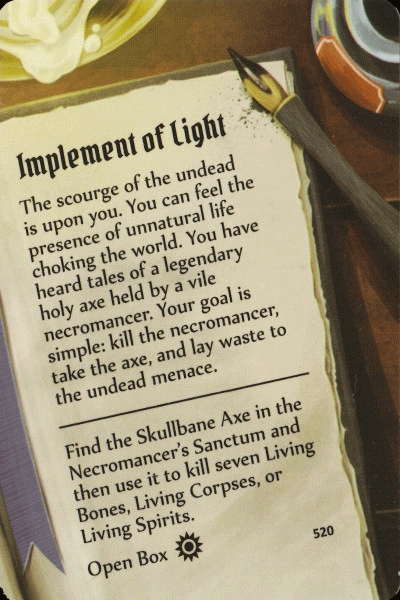 Implement of Light
The scourge of the undead
is upon you. You can feel the
presence of unnatural life
choking the world. You have
heard tales of a legendary
holy axe held by a vile
necromancer. Your goal is
simple: kill the necromancer,
take the axe, and lay waste to
the undead menace.
Find the Skullbane Axe in the
Necromancer's Sanctum and
then use it to kill seven Living
Bones, Living Corpses, or
Living Spirits.
Open Box
520